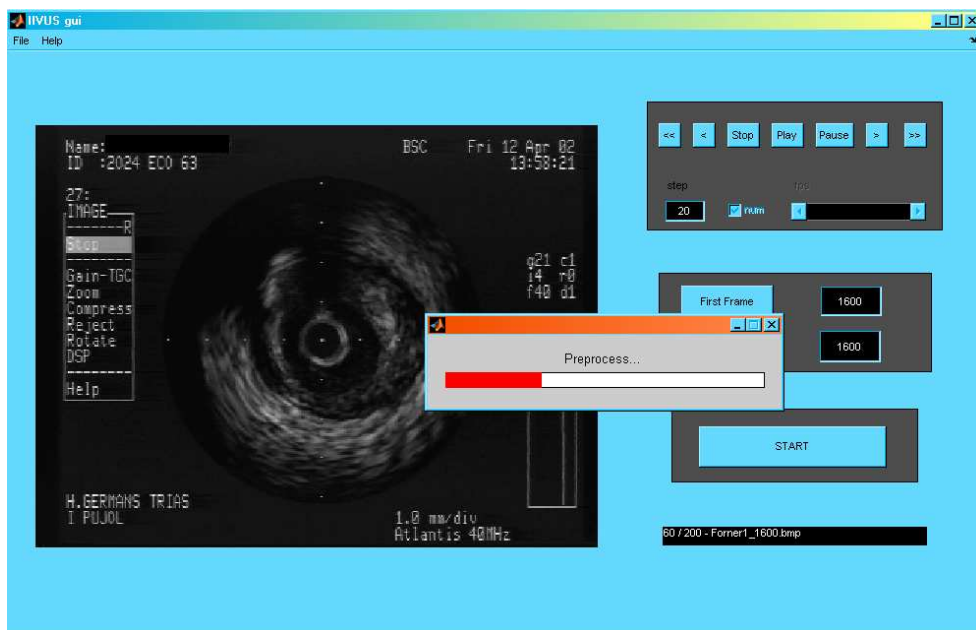 IIVUS gui
File Help
Name:
ID :2024 ECO 63
BSC Fri 12 Apr 02
13:58:21
27:
IMAGE
R
Stop
Gain-TGC
Zoom
Compress
Reject
Rotate
DSP
Help
g21 c1
i4 r0
f40 d1
H.GERMANS TRIAS
I PUJOL
1.0 mm/div
Atlantis 40MHz
<< < Stop Play Pause > >>
step fps
20 num
First Frame 1600
1600
Preprocess...
START
60 / 200 - Forner1_1600.bmp